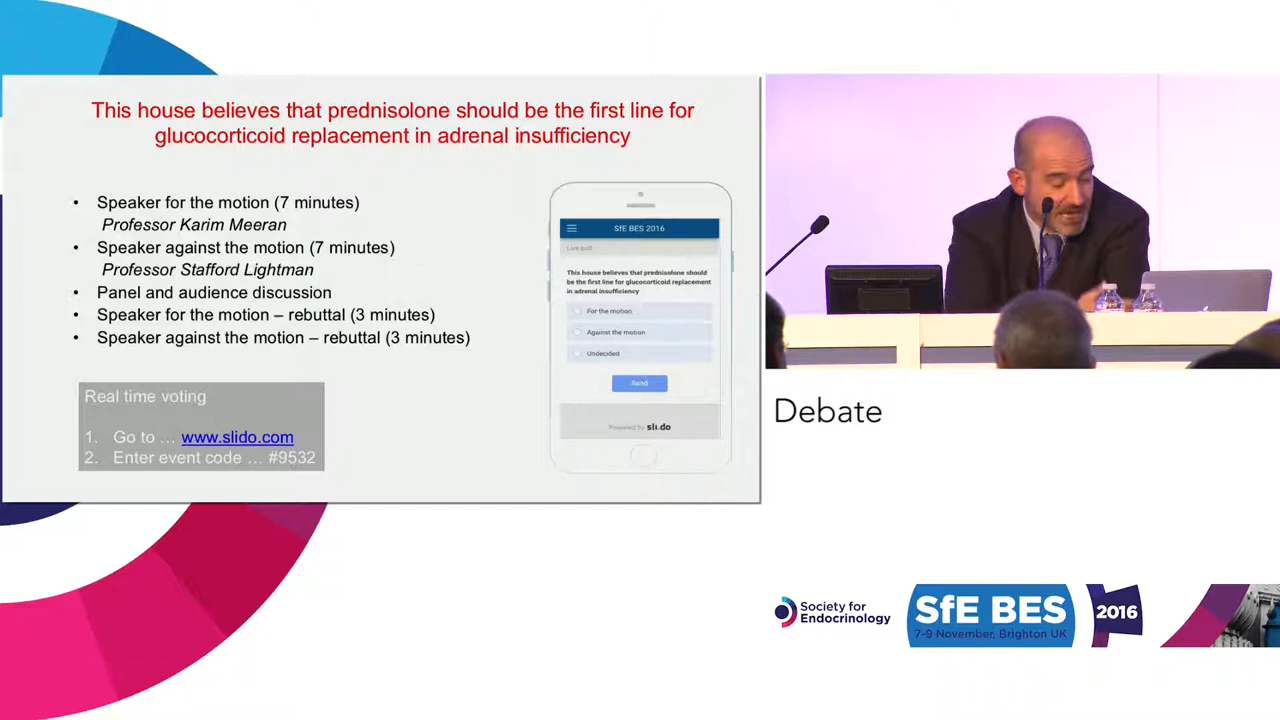 This house believes that prednisolone should be the first line for
glucocorticoid replacement in adrenal insufficiency
• Speaker for the motion (7 minutes)
Professor Karim Meeran
• Speaker against the motion (7 minutes)
Professor Stafford Lightman
• Panel and audience discussion
• Speaker for the motion – rebuttal (3 minutes)
• Speaker against the motion – rebuttal (3 minutes)
Real time voting
1. Go to … www.slido.com
2. Enter event code … #9532
SfE BES 2016
Live poll
This house believes that prednisolone should
be the first line for glucocorticoid replacement
in adrenal insufficiency
For the motion
Against the motion
Undecided
Send
Powered by sli.do
Debate
Society for
Endocrinology
SfE BES
7-9 November, Brighton UK
2016